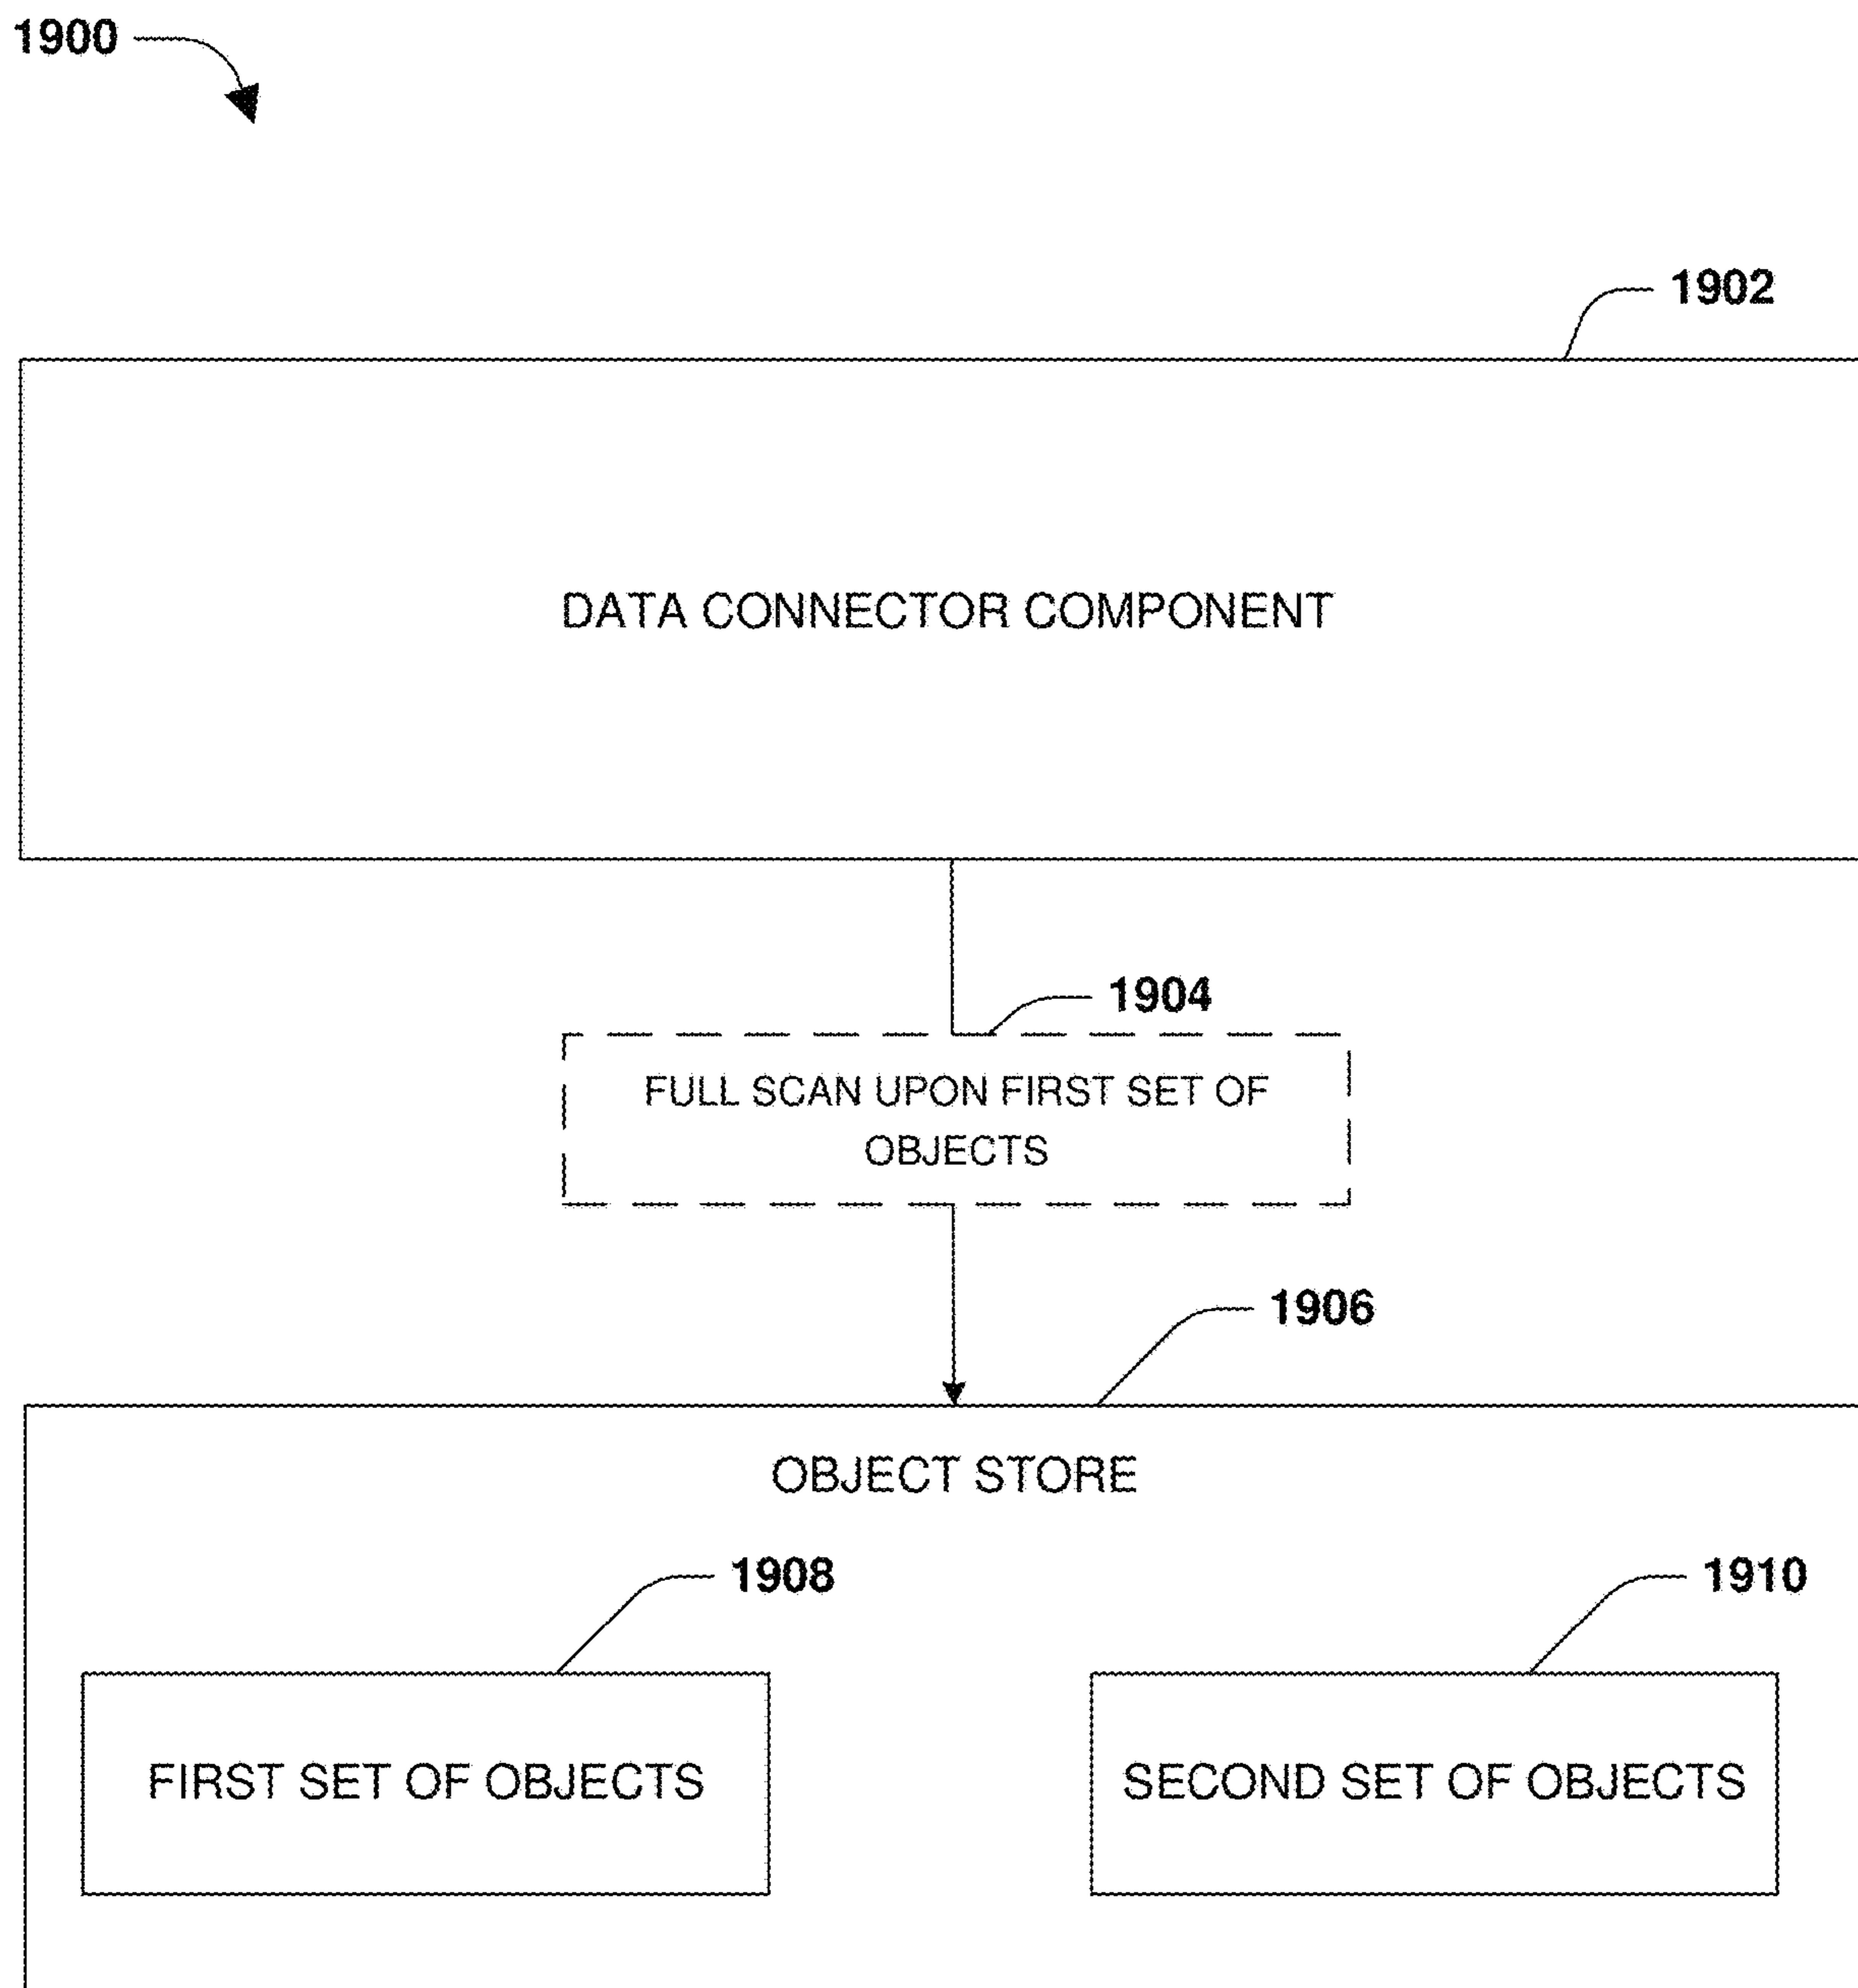 1900
1902
DATA CONNECTOR COMPONENT
1904
FULL SCAN UPON FIRST SET OF
OBJECTS
1906
OBJECT STORE
1908
1910
FIRST SET OF OBJECTS
SECOND SET OF OBJECTS